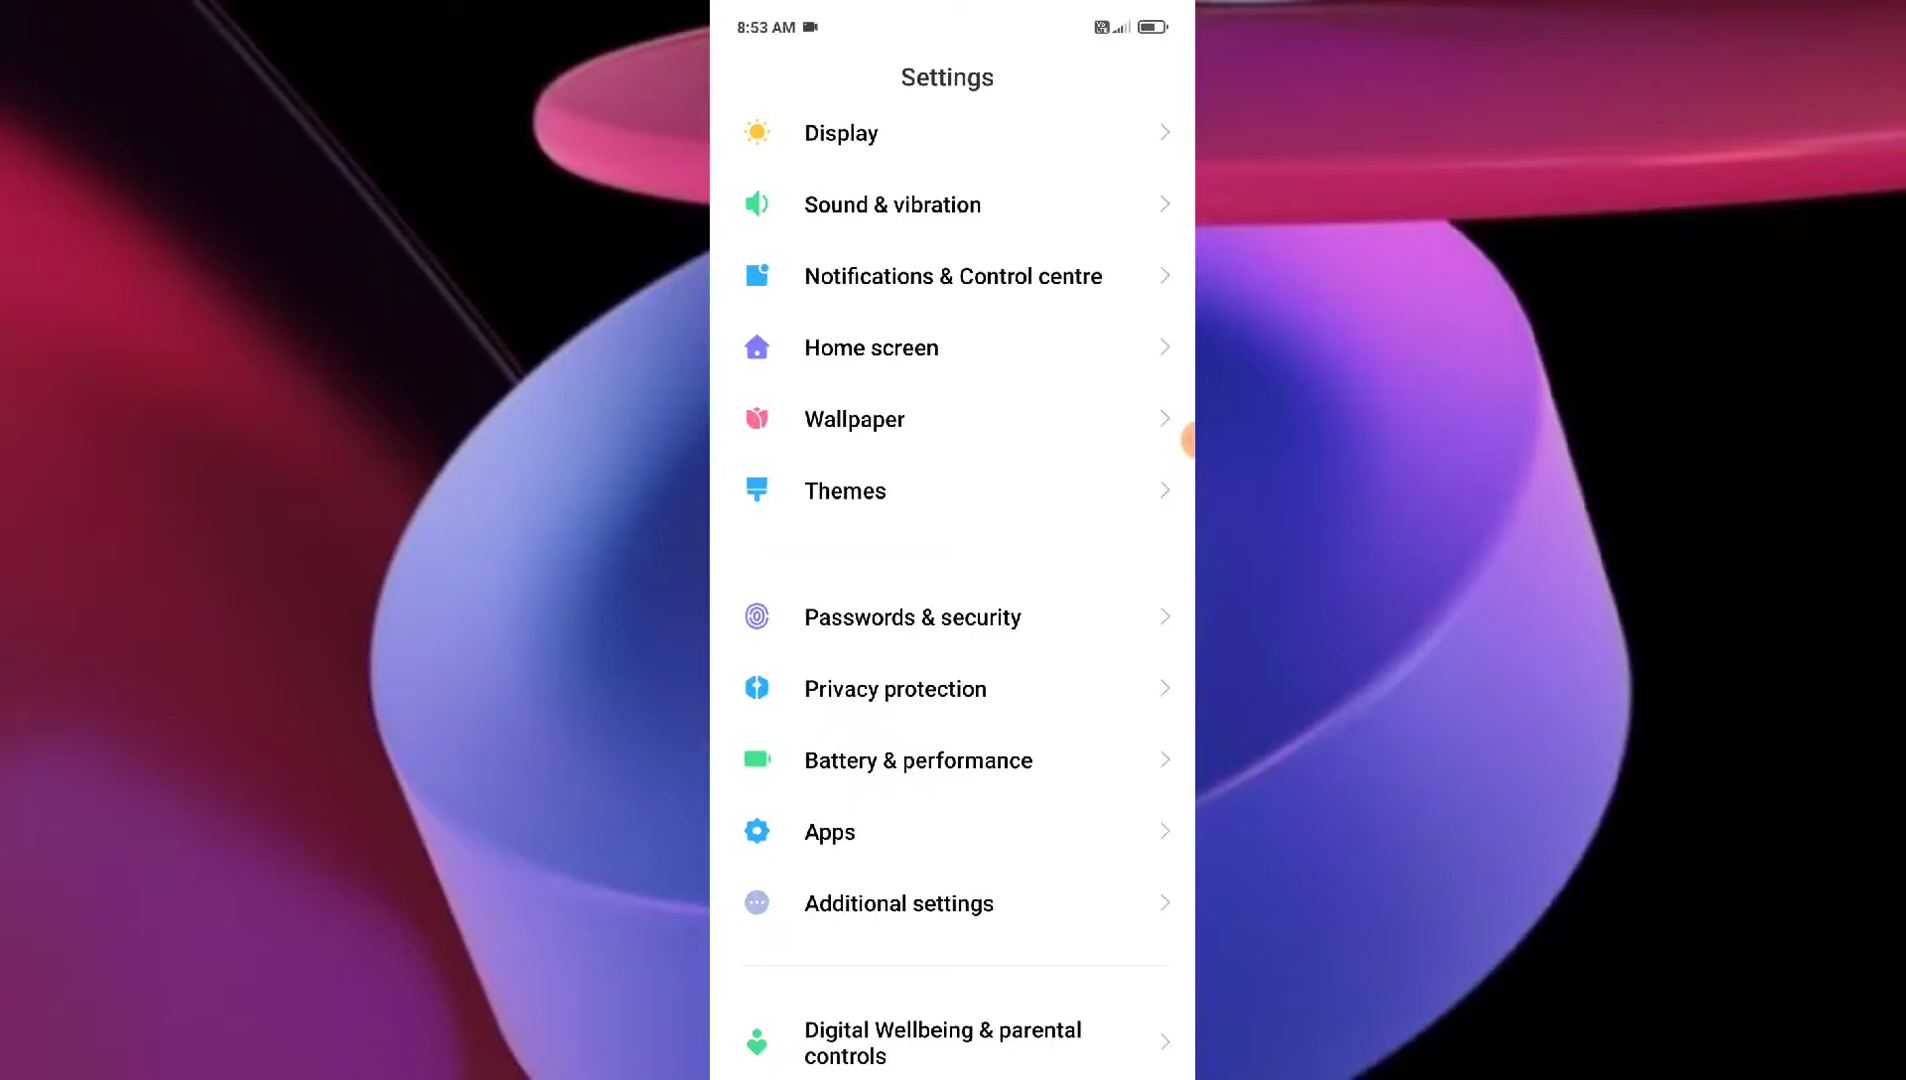 8:53 AM
Settings
Display
Sound & vibration
Notifications & Control centre
Home screen
Wallpaper
Themes
Passwords & security
Privacy protection
Battery & performance
Apps
Additional settings
Digital Wellbeing & parental
controls